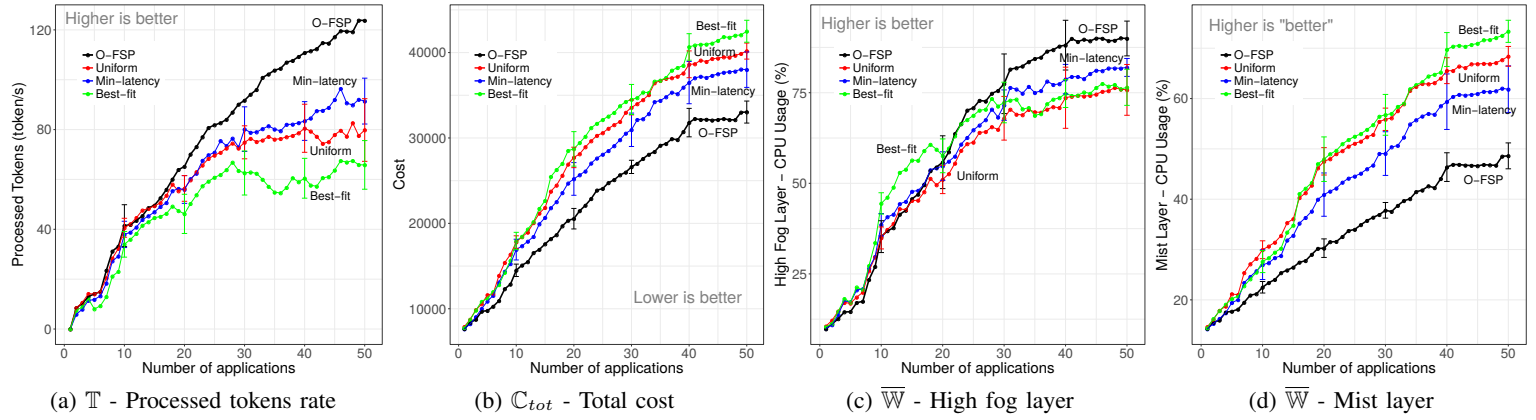 Higher is better
O-FSP
O-FSP
Uniform
Min-latency
Best-fit
Min-latency
Uniform
Best-fit
Processed Tokens (token/s)
120
80
40
0
0 10 20 30 40 50
Number of applications
(a) 𝕋 - Processed tokens rate
Best-fit
O-FSP
Uniform
Min-latency
Best-fit
Uniform
Min-latency
O-FSP
Lower is better
Cost
40000
30000
20000
10000
0 10 20 30 40 50
Number of applications
(b) ℂtot - Total cost
Higher is better
O-FSP
O-FSP
Uniform
Min-latency
Best-fit
Min-latency
Best-fit
Uniform
High Fog Layer - CPU Usage (%)
75
50
25
0 10 20 30 40 50
Number of applications
(c) 𝕎̅ - High fog layer
Higher is "better"
Best-fit
O-FSP
Uniform
Min-latency
Best-fit
Uniform
Min-latency
O-FSP
Mist Layer - CPU Usage (%)
60
40
20
0 10 20 30 40 50
Number of applications
(d) 𝕎̅ - Mist layer